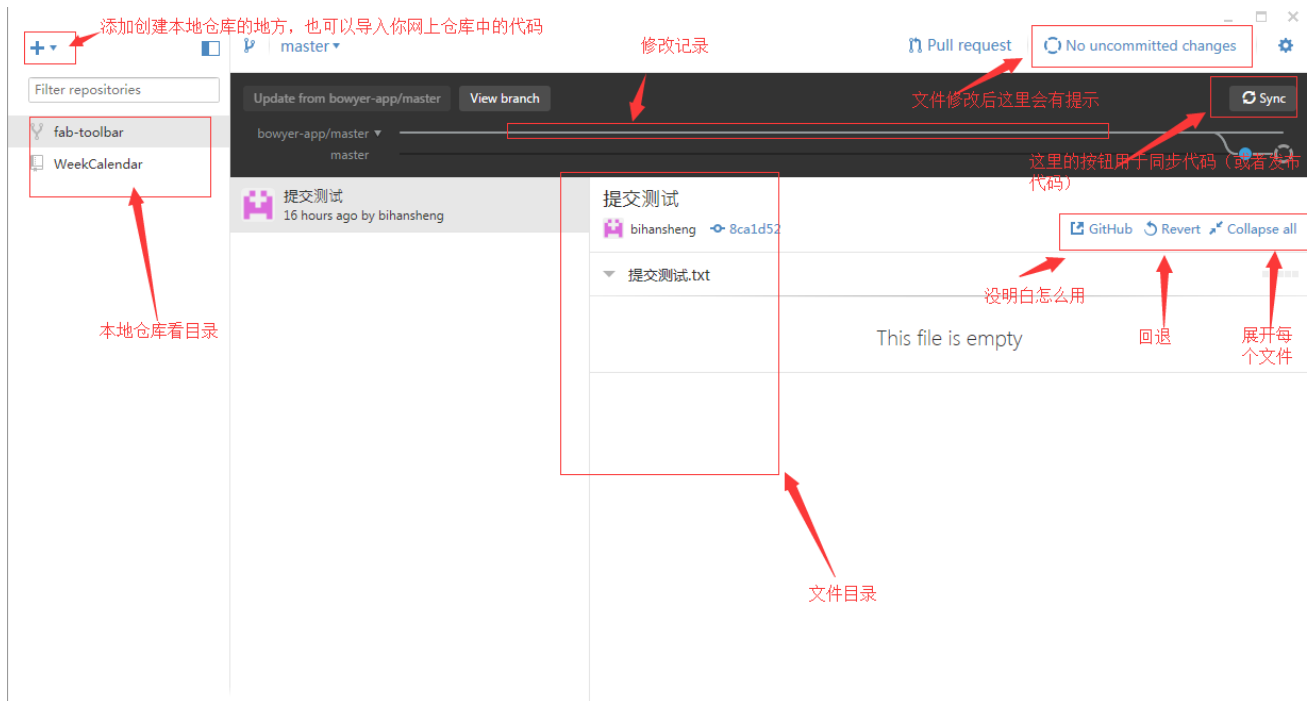 添加创建本地仓库的地方，也可以导入你网上仓库中的代码
master
修改记录
Pull request
No uncommitted changes
Filter repositories
Update from bowyer-app/master
View branch
文件修改后这里会有提示
Sync
fab-toolbar
bowyer-app/master
WeekCalendar
master
这里的按钮用于同步代码（或者发布
代码）
提交测试
16 hours ago by bihansheng
提交测试
bihansheng
8ca1d52
GitHub
Revert
Collapse all
提交测试.txt
没明白怎么用
本地仓库看目录
This file is empty
回退
展开每
个文件
文件目录